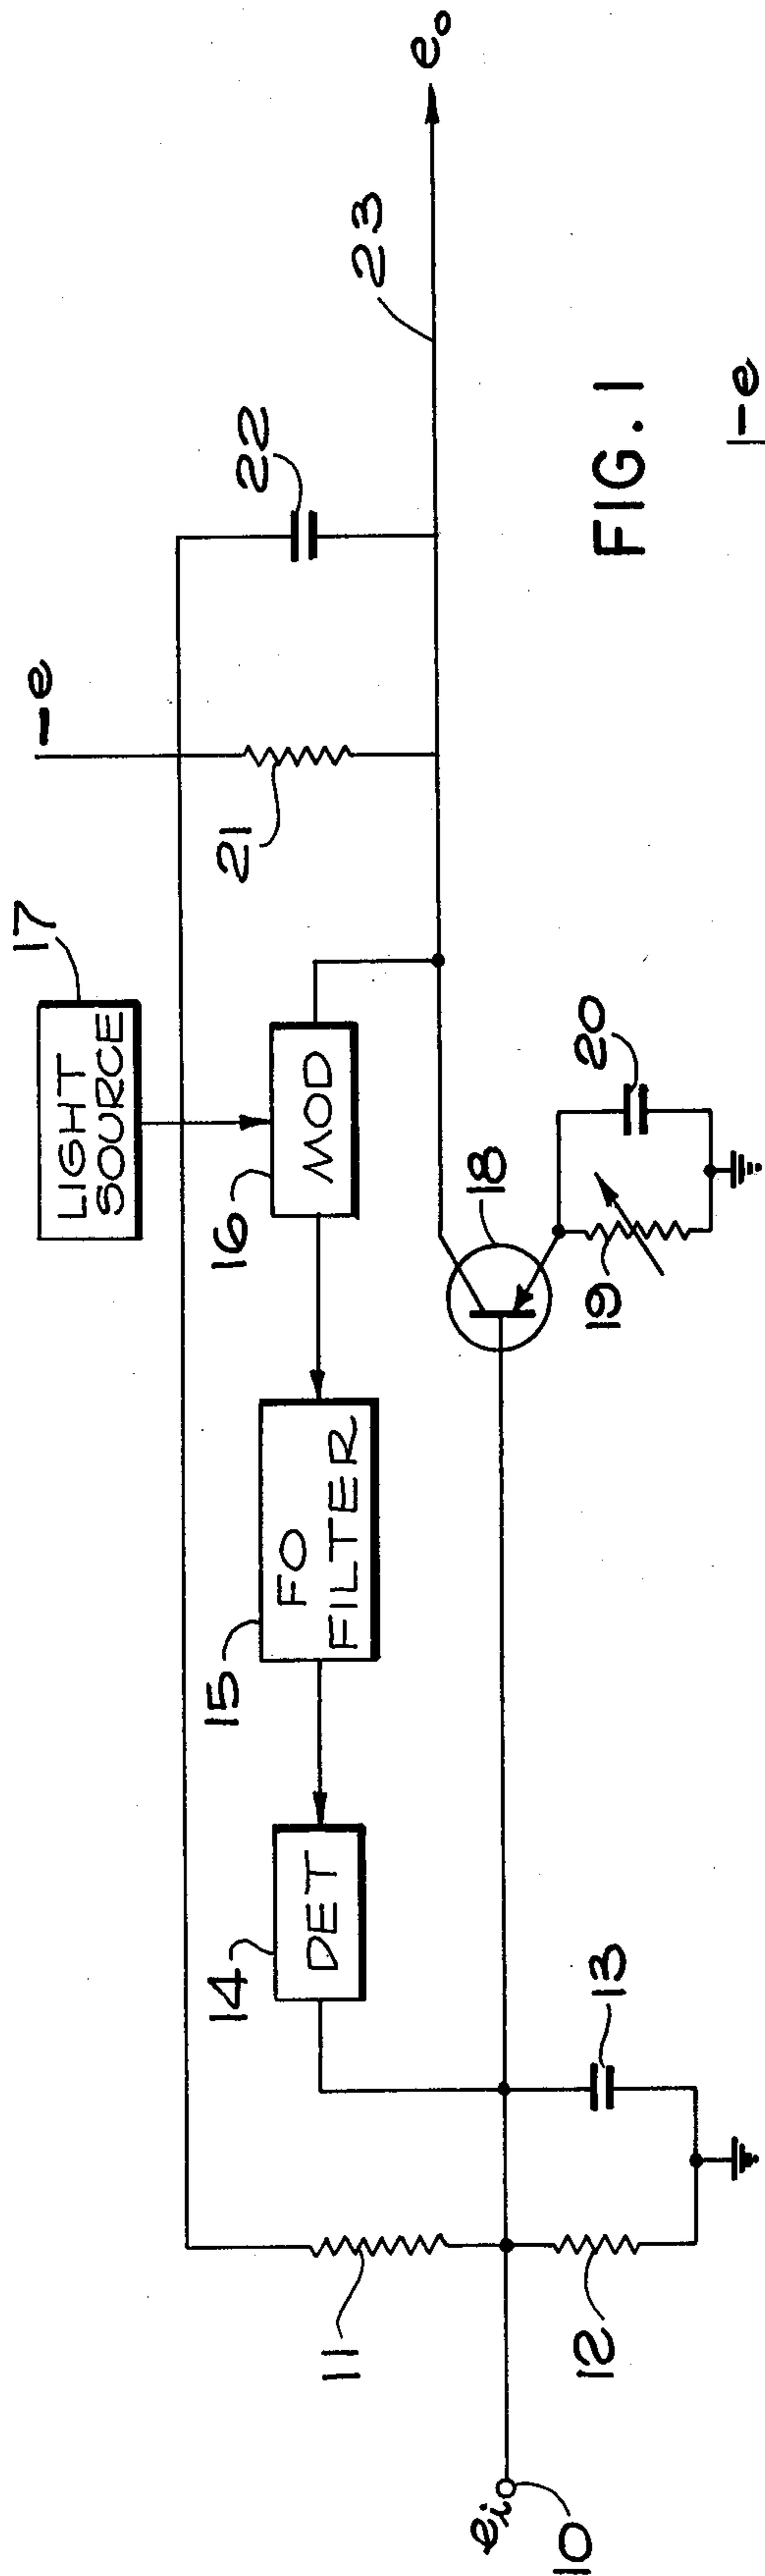 17
LIGHT
SOURCE
-e
22
23
e₀
21
16
MOD
15
FO
FILTER
14
DET
18
20
19
13
11
12
eᵢ
10
FIG. 1
-e